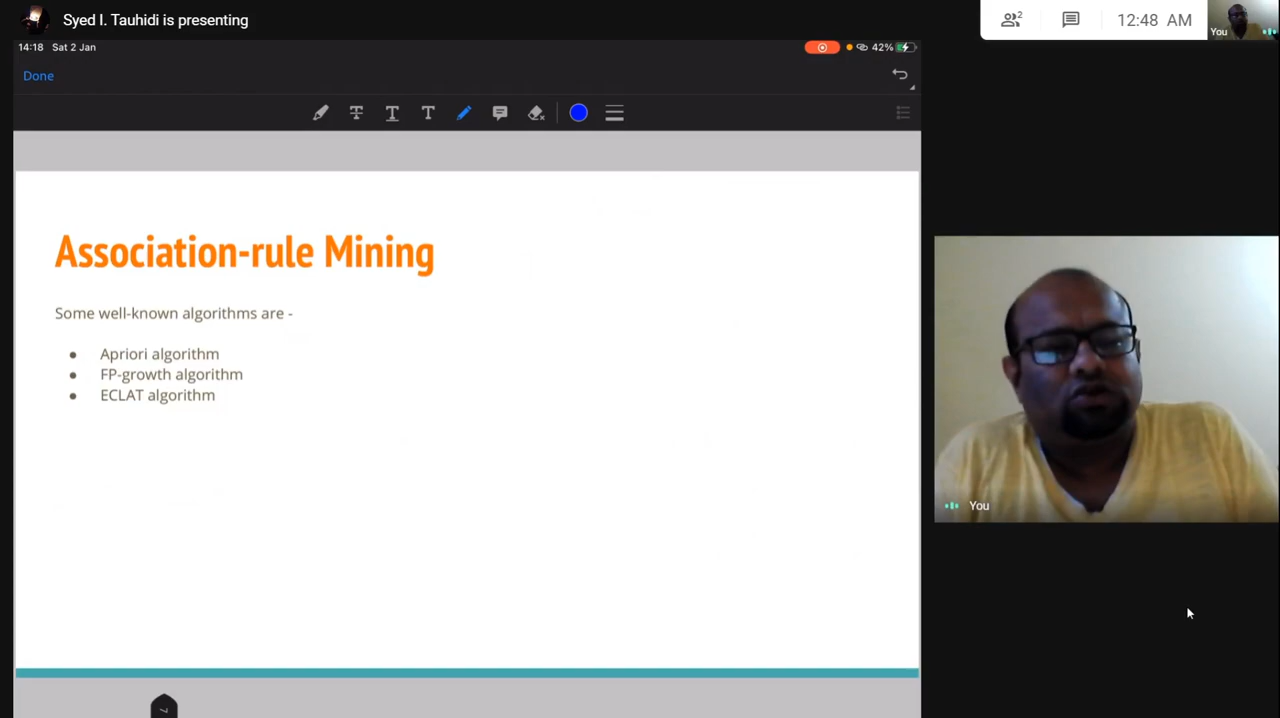 Syed I. Tauhidi is presenting
2
12:48 AM
You
14:18 Sat 2 Jan
42%
Done
T T T
Association-rule Mining
Some well-known algorithms are -
● Apriori algorithm
● FP-growth algorithm
● ECLAT algorithm
You